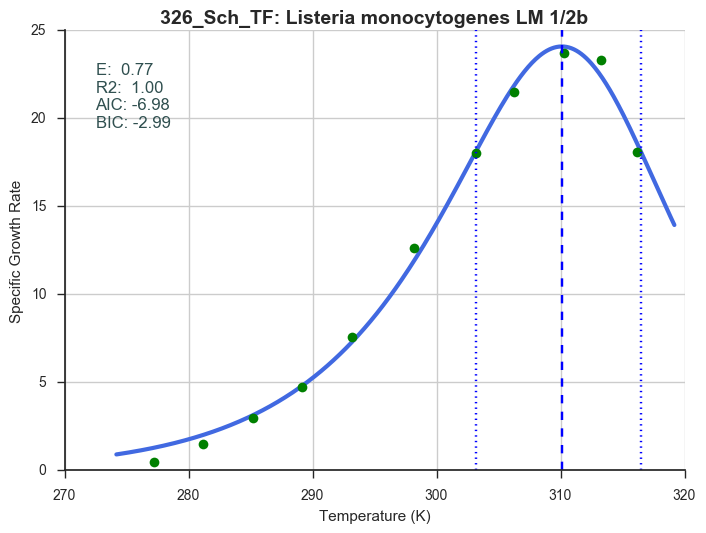 326_Sch_TF: Listeria monocytogenes LM 1/2b
E:  0.77
R2:  1.00
AIC: -6.98
BIC: -2.99
25
20
15
10
5
0
Specific Growth Rate
270 280 290 300 310 320
Temperature (K)